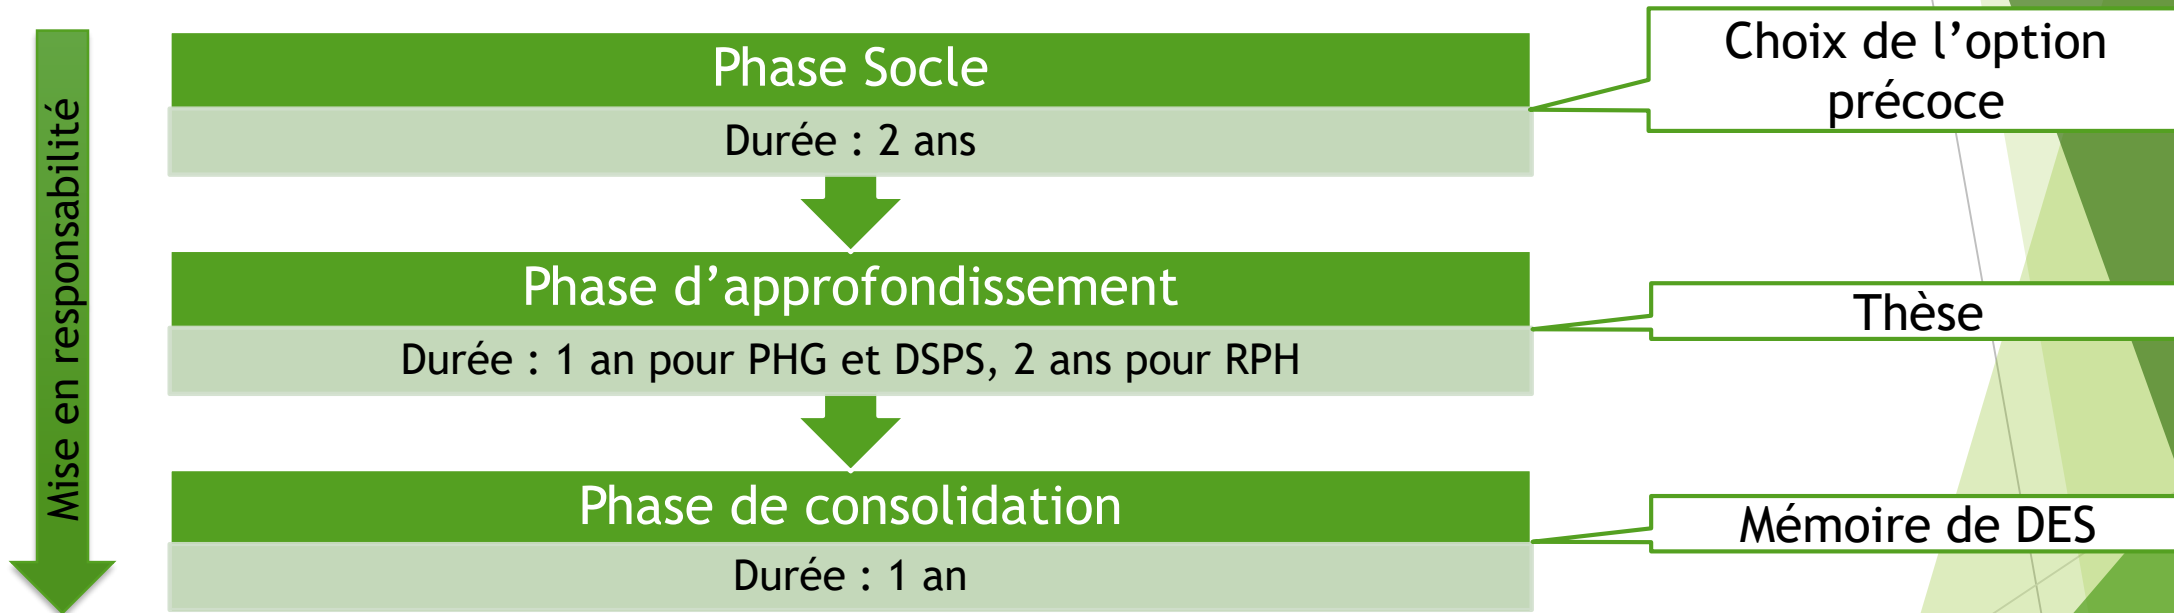 Mise en responsabilité
Phase Socle
Durée : 2 ans
Choix de l’option
précoce
Phase d’approfondissement
Durée : 1 an pour PHG et DSPS, 2 ans pour RPH
Thèse
Phase de consolidation
Durée : 1 an
Mémoire de DES